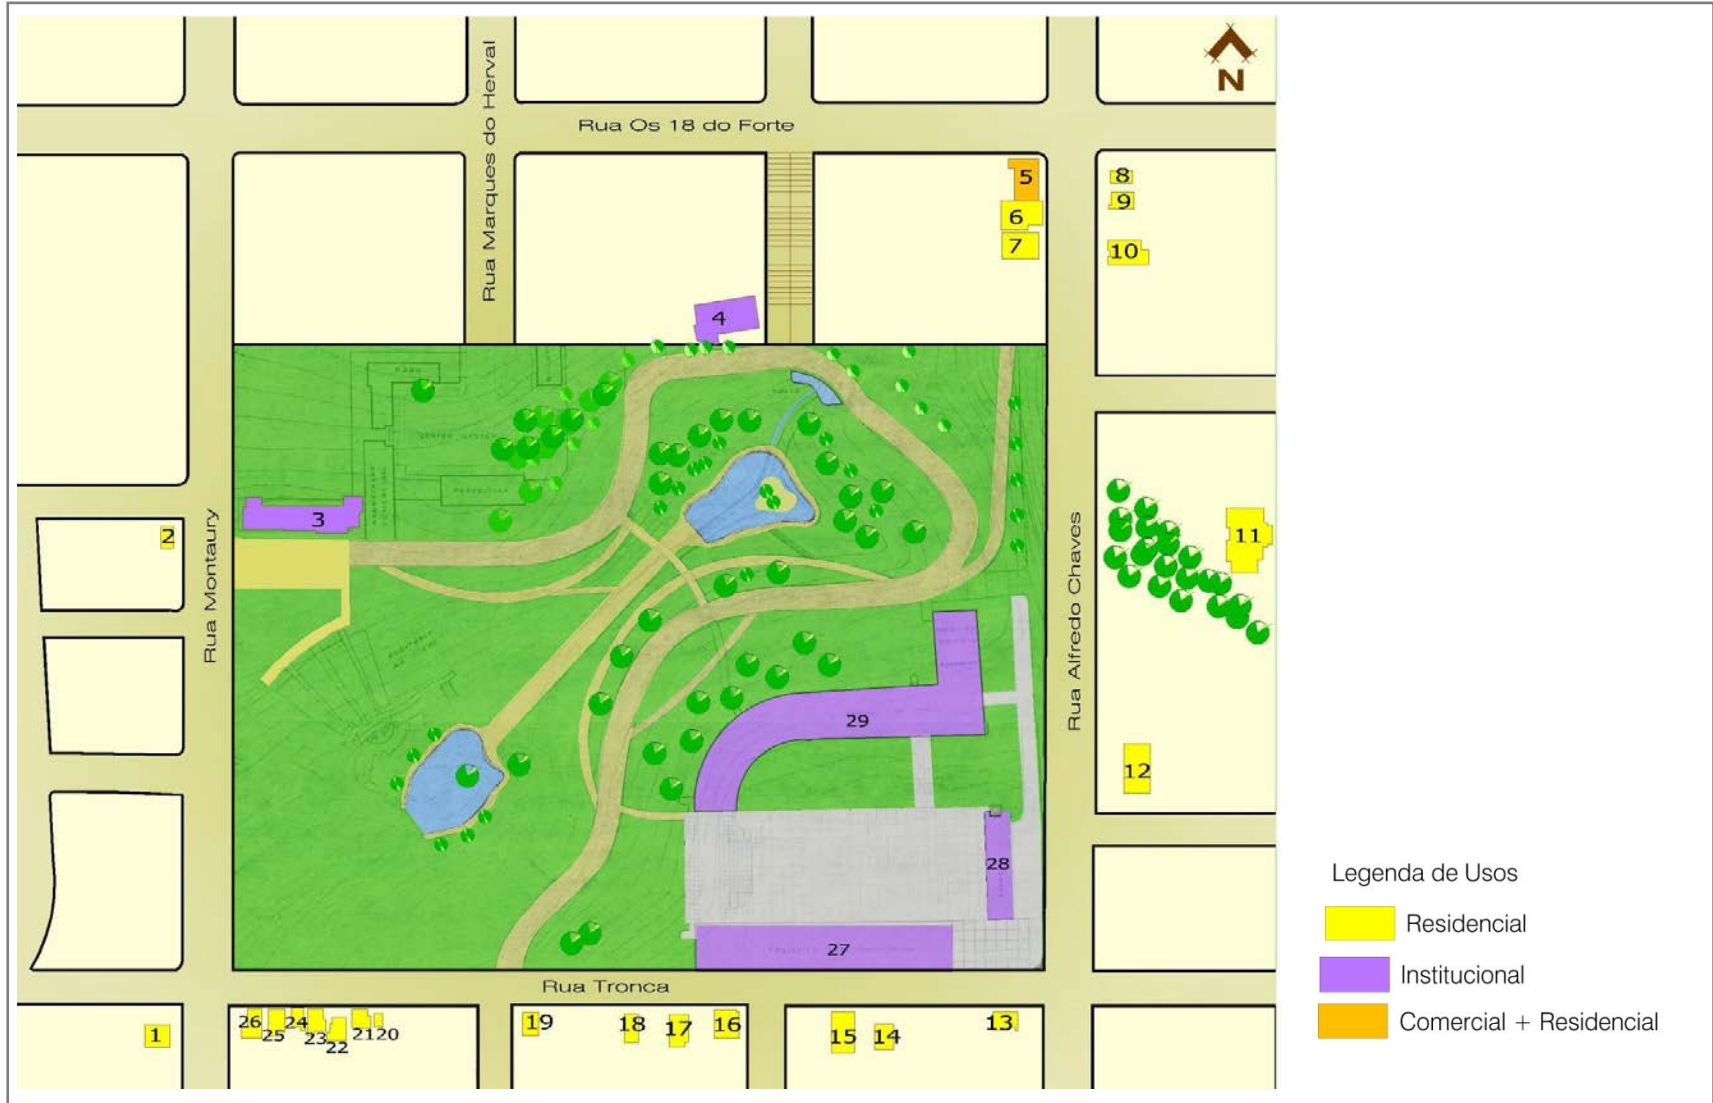 N
Rua Marques do Herval
Rua Os 18 do Forte
5
6
7
8
9
10
4
3
2
Rua Montaury
11
Rua Alfredo Chaves
29
12
28
27
Rua Tronca
1
26
25
24
23
22
21
20
19
18
17
16
15
14
13
Legenda de Usos
Residencial
Institucional
Comercial + Residencial